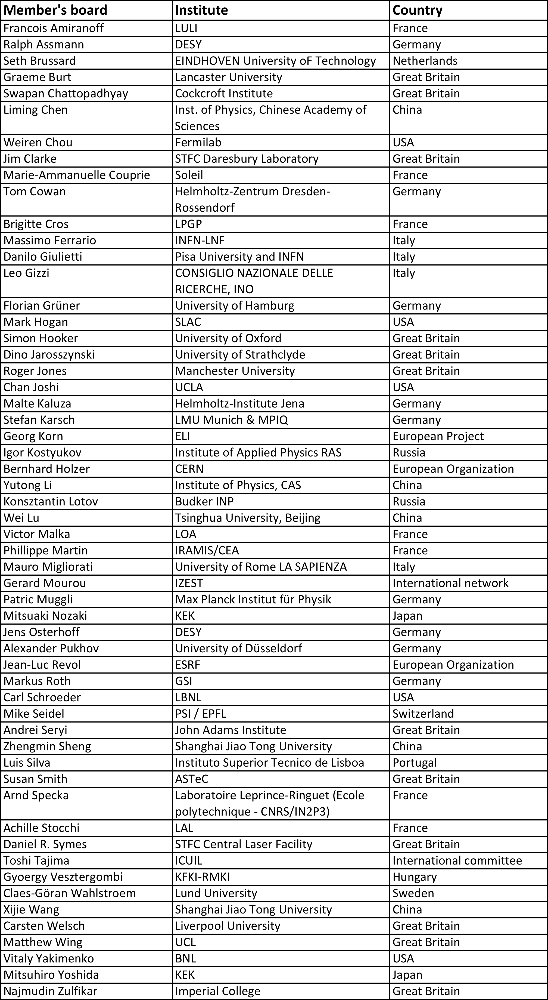 Member's board Institute Country
Francois Amiranoff LULI France
Ralph Assmann DESY Germany
Seth Brussard EINDHOVEN University oF Technology Netherlands
Graeme Burt Lancaster University Great Britain
Swapan Chattopadhyay Cockcroft Institute Great Britain
Liming Chen Inst. of Physics, Chinese Academy of China
Sciences
Weiren Chou Fermilab USA
Jim Clarke STFC Daresbury Laboratory Great Britain
Marie-Ammanuelle Couprie Soleil France
Tom Cowan Helmholtz-Zentrum Dresden- Germany
Rossendorf
Brigitte Cros LPGP France
Massimo Ferrario INFN-LNF Italy
Danilo Giulietti Pisa University and INFN Italy
Leo Gizzi CONSIGLIO NAZIONALE DELLE Italy
RICERCHE, INO
Florian Grüner University of Hamburg Germany
Mark Hogan SLAC USA
Simon Hooker University of Oxford Great Britain
Dino Jarosszynski University of Strathclyde Great Britain
Roger Jones Manchester University Great Britain
Chan Joshi UCLA USA
Malte Kaluza Helmholtz-Institute Jena Germany
Stefan Karsch LMU Munich & MPIQ Germany
Georg Korn ELI European Project
Igor Kostyukov Institute of Applied Physics RAS Russia
Bernhard Holzer CERN European Organization
Yutong Li Institute of Physics, CAS China
Konsztantin Lotov Budker INP Russia
Wei Lu Tsinghua University, Beijing China
Victor Malka LOA France
Phillippe Martin IRAMIS/CEA France
Mauro Migliorati University of Rome LA SAPIENZA Italy
Gerard Mourou IZEST International network
Patric Muggli Max Planck Institut für Physik Germany
Mitsuaki Nozaki KEK Japan
Jens Osterhoff DESY Germany
Alexander Pukhov University of Düsseldorf Germany
Jean-Luc Revol ESRF European Organization
Markus Roth GSI Germany
Carl Schroeder LBNL USA
Mike Seidel PSI / EPFL Switzerland
Andrei Seryi John Adams Institute Great Britain
Zhengmin Sheng Shanghai Jiao Tong University China
Luis Silva Instituto Superior Tecnico de Lisboa Portugal
Susan Smith ASTeC Great Britain
Arnd Specka Laboratoire Leprince-Ringuet (Ecole France
polytechnique - CNRS/IN2P3)
Achille Stocchi LAL France
Daniel R. Symes STFC Central Laser Facility Great Britain
Toshi Tajima ICUIL International committee
Gyoergy Vesztergombi KFKI-RMKI Hungary
Claes-Göran Wahlstroem Lund University Sweden
Xijie Wang Shanghai Jiao Tong University China
Carsten Welsch Liverpool University Great Britain
Matthew Wing UCL Great Britain
Vitaly Yakimenko BNL USA
Mitsuhiro Yoshida KEK Japan
Najmudin Zulfikar Imperial College Great Britain